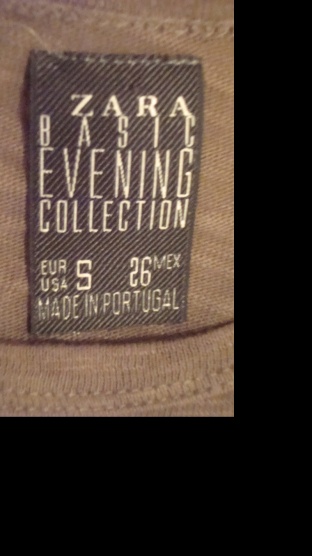 ZARA
BASIC
EVENING
COLLECTION
EUR
USA S 26 MEX
MADE IN PORTUGAL